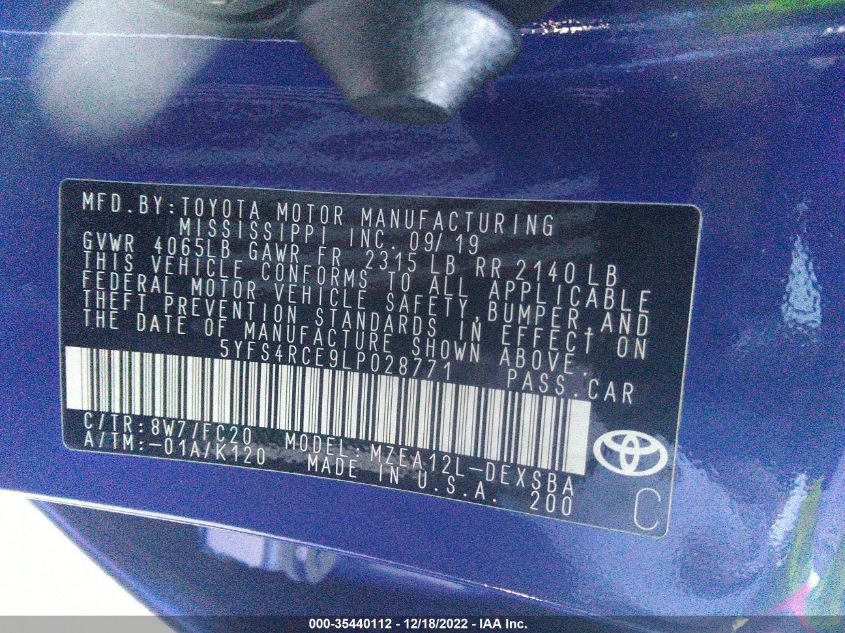 MFD.BY:TOYOTA MOTOR MANUFACTURING
MISSISSIPPI INC. 09/19
GVWR 4065LB GAWR FR 2315 LB RR 2140 LB
THIS VEHICLE CONFORMS TO ALL APPLICABLE
FEDERAL MOTOR VEHICLE SAFETY,BUMPER,AND
THEFT PREVENTION STANDARDS IN EFFECT ON
THE DATE OF MANUFACTURE SHOWN ABOVE.
5YFS4RCE9LP028771 PASS.CAR
C/TR:8W7/FC20 MODEL:MZEA12L-DEXSBA
A/TM:-01A/K120 MADE IN U.S.A. 200
C
000-35440112 - 12/18/2022 - IAA Inc.